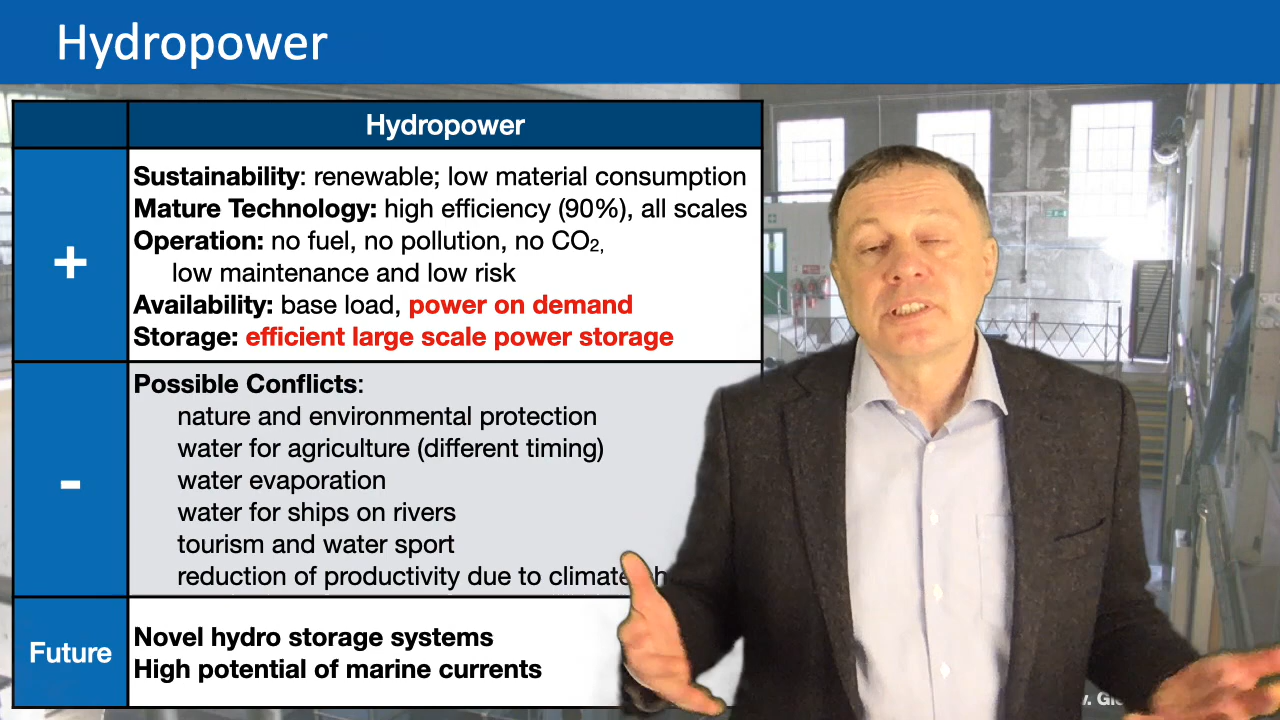 Hydropower
Hydropower
+
Sustainability: renewable; low material consumption
Mature Technology: high efficiency (90%), all scales
Operation: no fuel, no pollution, no CO₂,
low maintenance and low risk
Availability: base load, power on demand
Storage: efficient large scale power storage
-
Possible Conflicts:
nature and environmental protection
water for agriculture (different timing)
water evaporation
water for ships on rivers
tourism and water sport
reduction of productivity due to climate
Future
Novel hydro storage systems
High potential of marine currents